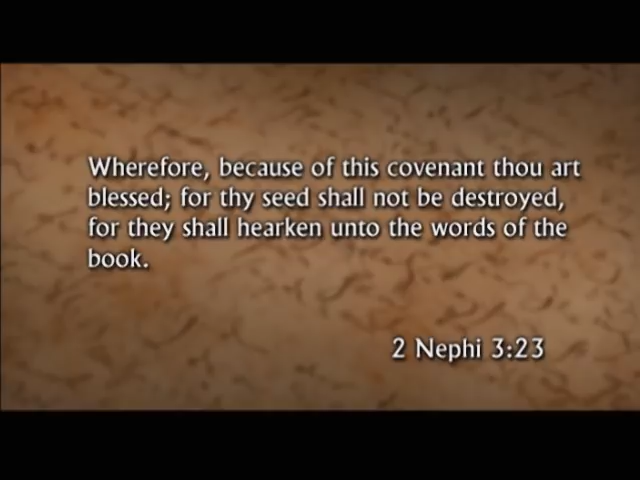 Wherefore, because of this covenant thou art
blessed; for thy seed shall not be destroyed,
for they shall hearken unto the words of the
book.
2 Nephi 3:23